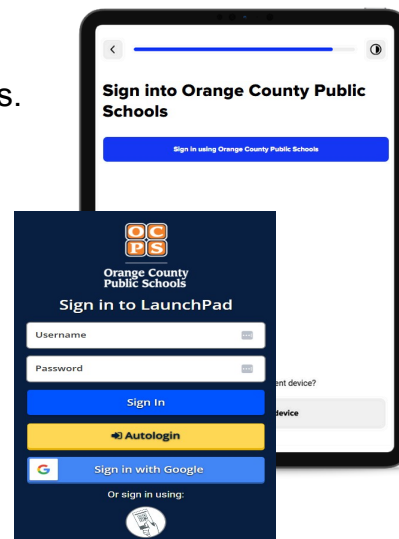 s.
Sign into Orange County Public
Schools
Sign in using Orange County Public Schools
OC
PS
Orange County
Public Schools
Sign in to LaunchPad
Username
Password
Sign In
Autologin
G
Sign in with Google
Or sign in using:
ent device?
device